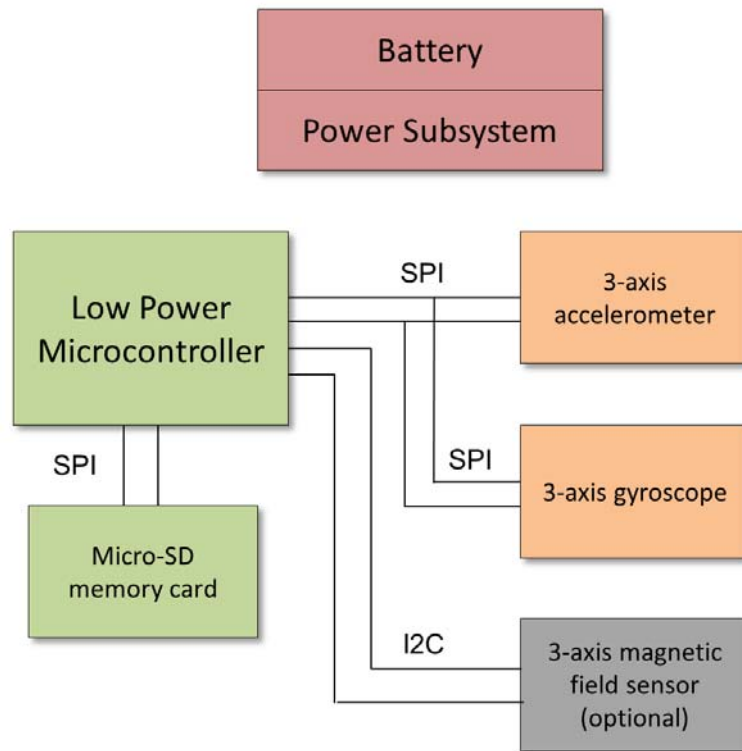 Battery
Power Subsystem
Low Power
Microcontroller
SPI
3-axis
accelerometer
SPI
SPI
3-axis gyroscope
Micro-SD
memory card
I2C
3-axis magnetic
field sensor
(optional)